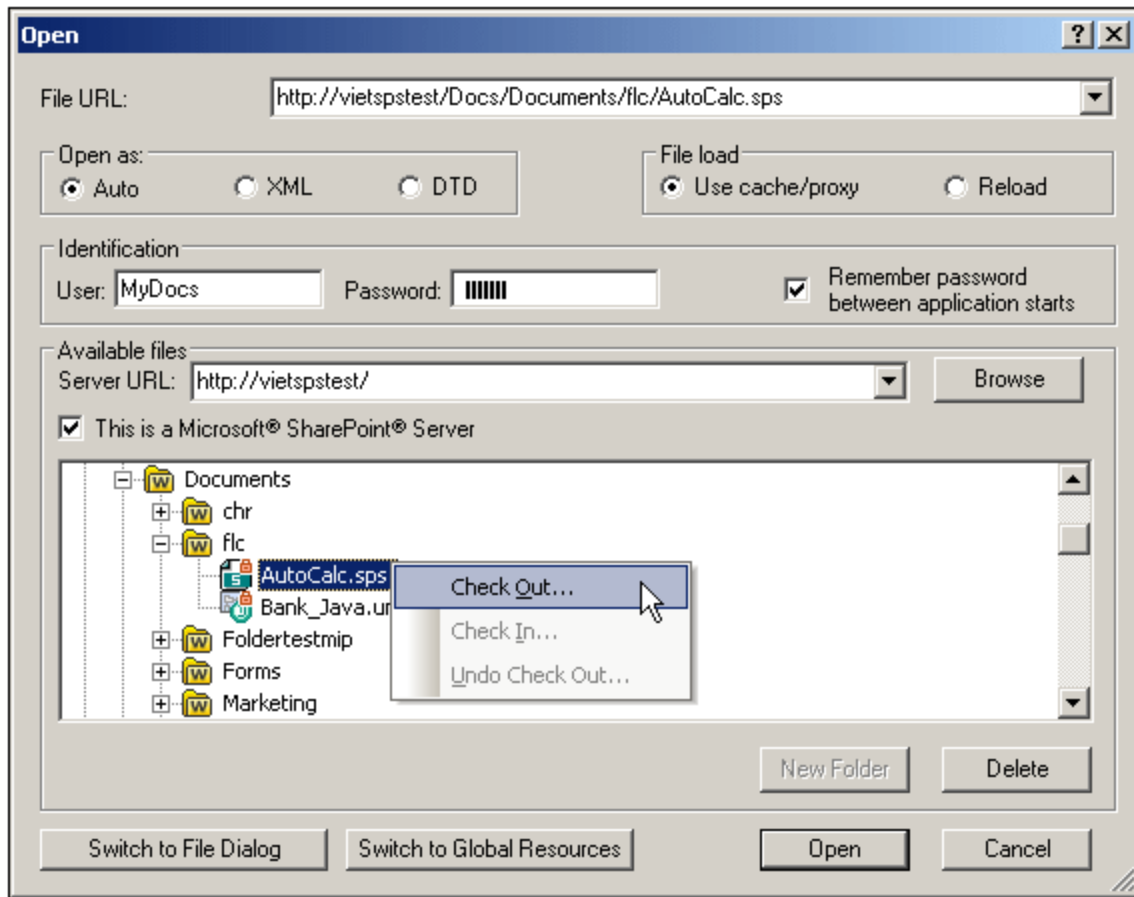 Open
File URL: http://vietspstest/Docs/Documents/flc/AutoCalc.sps
Open as:
Auto XML DTD
File load
Use cache/proxy Reload
Identification
User: MyDocs Password:
Remember password
between application starts
Available files
Server URL: http://vietspstest/ Browse
This is a Microsoft® SharePoint® Server
Documents
chr
flc
AutoCalc.sps
Check Out...
Bank_Java.
Check In...
Foldertestmip
Forms
Undo Check Out...
Marketing
New Folder Delete
Switch to File Dialog Switch to Global Resources Open Cancel